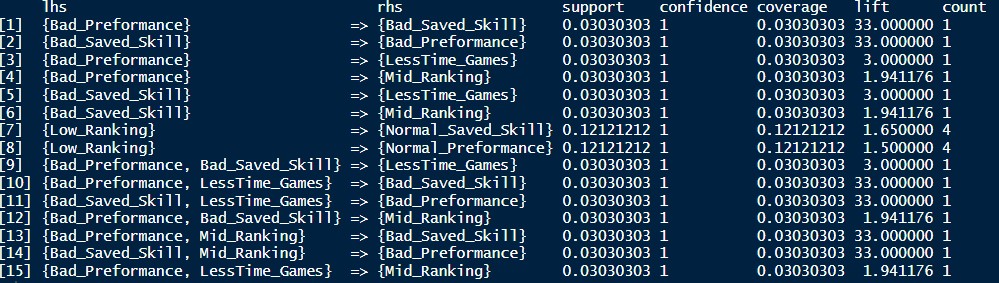 lhs rhs support confidence coverage lift count
[1] {Bad_Preformance} => {Bad_Saved_Skill} 0.03030303 1 0.03030303 33.000000 1
[2] {Bad_Saved_Skill} => {Bad_Preformance} 0.03030303 1 0.03030303 33.000000 1
[3] {Bad_Preformance} => {LessTime_Games} 0.03030303 1 0.03030303 3.000000 1
[4] {Bad_Preformance} => {Mid_Ranking} 0.03030303 1 0.03030303 1.941176 1
[5] {Bad_Saved_Skill} => {LessTime_Games} 0.03030303 1 0.03030303 3.000000 1
[6] {Bad_Saved_Skill} => {Mid_Ranking} 0.03030303 1 0.03030303 1.941176 1
[7] {Low_Ranking} => {Normal_Saved_Skill} 0.12121212 1 0.12121212 1.650000 4
[8] {Low_Ranking} => {Normal_Preformance} 0.12121212 1 0.12121212 1.500000 4
[9] {Bad_Preformance, Bad_Saved_Skill} => {LessTime_Games} 0.03030303 1 0.03030303 3.000000 1
[10] {Bad_Preformance, LessTime_Games} => {Bad_Saved_Skill} 0.03030303 1 0.03030303 33.000000 1
[11] {Bad_Saved_Skill, LessTime_Games} => {Bad_Preformance} 0.03030303 1 0.03030303 33.000000 1
[12] {Bad_Preformance, Bad_Saved_Skill} => {Mid_Ranking} 0.03030303 1 0.03030303 1.941176 1
[13] {Bad_Preformance, Mid_Ranking} => {Bad_Saved_Skill} 0.03030303 1 0.03030303 33.000000 1
[14] {Bad_Saved_Skill, Mid_Ranking} => {Bad_Preformance} 0.03030303 1 0.03030303 33.000000 1
[15] {Bad_Preformance, LessTime_Games} => {Mid_Ranking} 0.03030303 1 0.03030303 1.941176 1